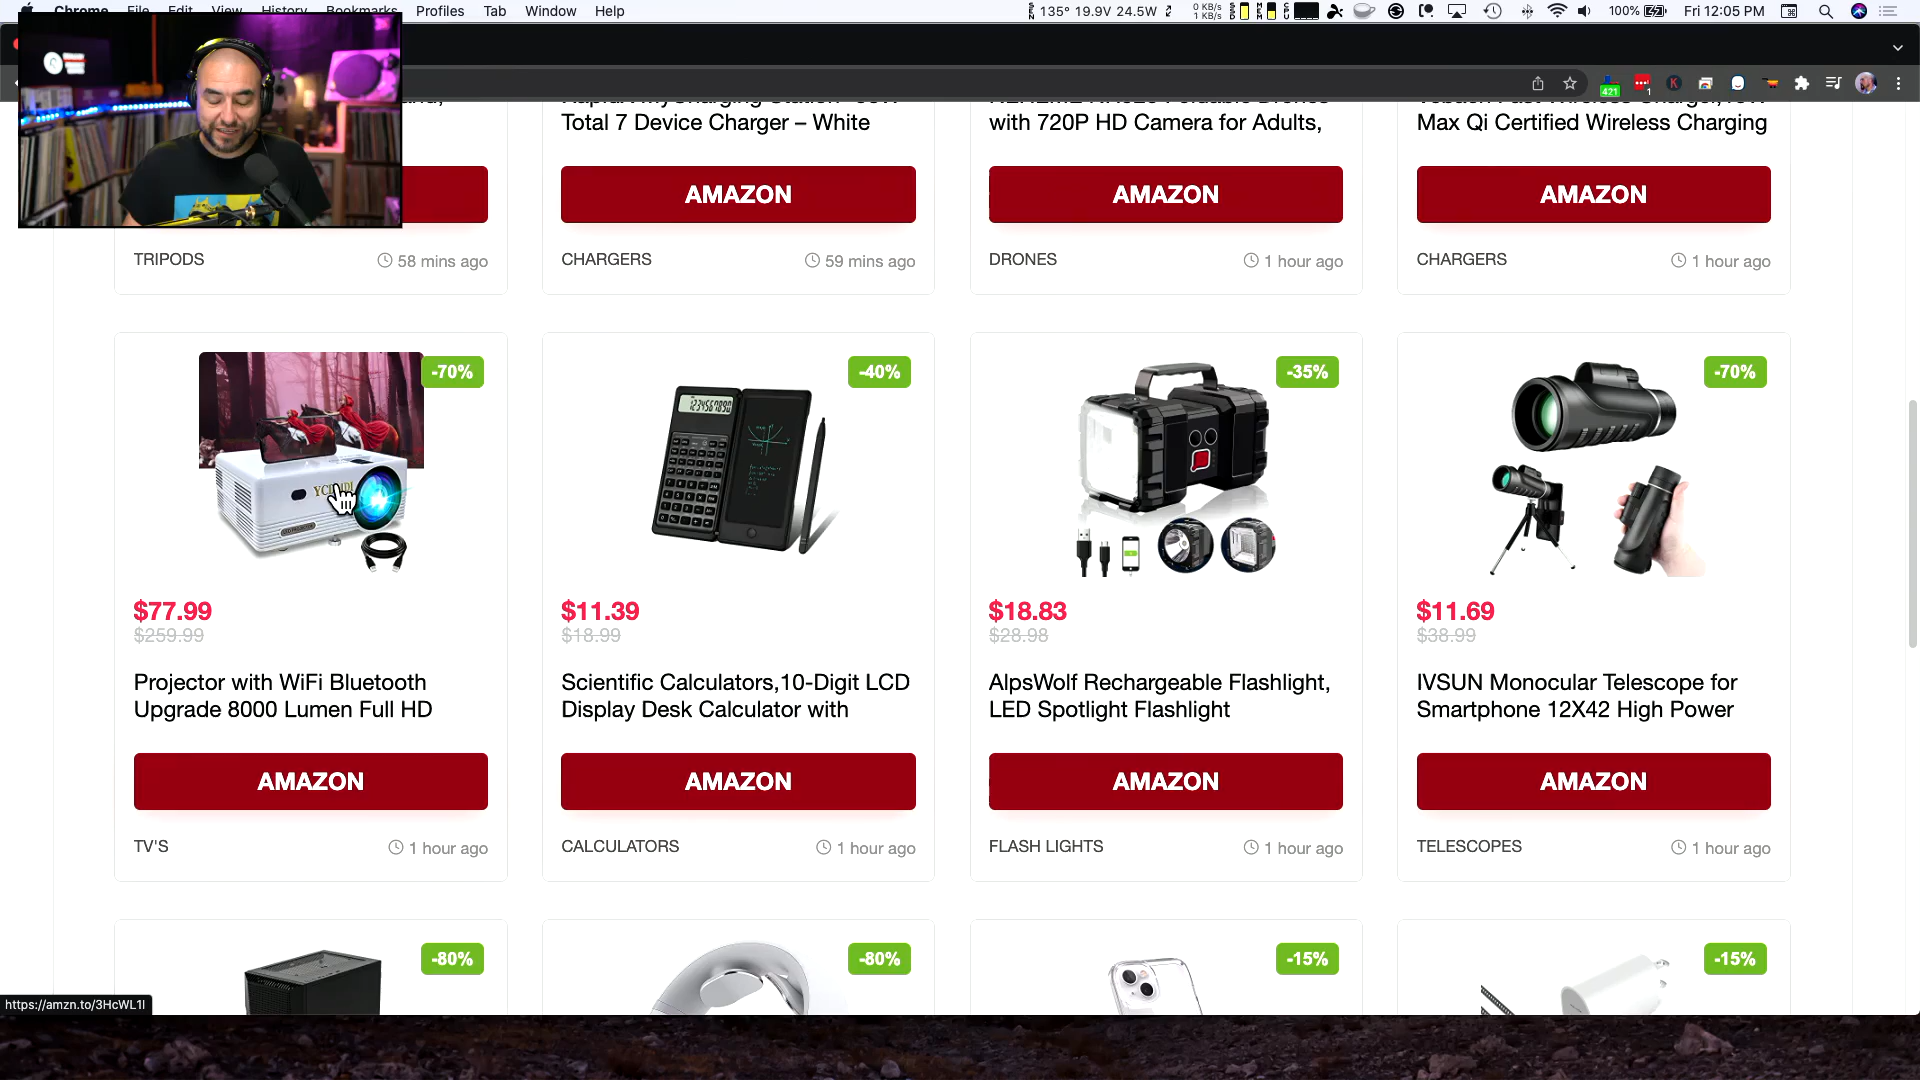 Chrome File Edit View History Bookmarks Profiles Tab Window Help
135° 19.9V 24.5W
0 KB/s
1 KB/s
100%
Fri 12:05 PM
421
1
K
Total 7 Device Charger – White
with 720P HD Camera for Adults,
Max Qi Certified Wireless Charging
AMAZON
AMAZON
AMAZON
TRIPODS
58 mins ago
CHARGERS
59 mins ago
DRONES
1 hour ago
CHARGERS
1 hour ago
-70%
$77.99
$259.99
Projector with WiFi Bluetooth
Upgrade 8000 Lumen Full HD
AMAZON
TV'S
1 hour ago
-40%
$11.39
$18.99
Scientific Calculators,10-Digit LCD
Display Desk Calculator with
AMAZON
CALCULATORS
1 hour ago
-35%
$18.83
$28.98
AlpsWolf Rechargeable Flashlight,
LED Spotlight Flashlight
AMAZON
FLASH LIGHTS
1 hour ago
-70%
$11.69
$38.99
IVSUN Monocular Telescope for
Smartphone 12X42 High Power
AMAZON
TELESCOPES
1 hour ago
-80%
-80%
-15%
-15%
https://amzn.to/3HcWL1l